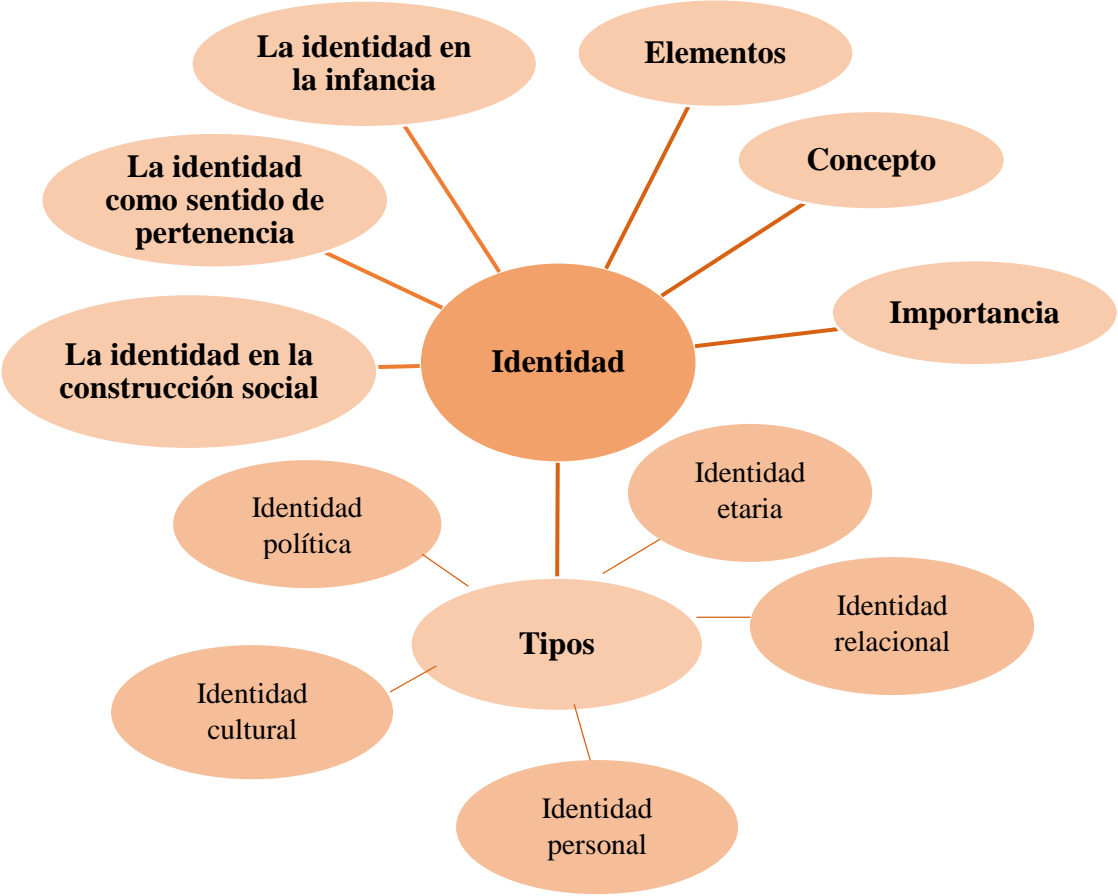 La identidad en
la infancia
Elementos
Concepto
La identidad
como sentido de
pertenencia
Importancia
La identidad en la
construcción social
Identidad
Identidad
etaria
Identidad
política
Identidad
relacional
Tipos
Identidad
cultural
Identidad
personal